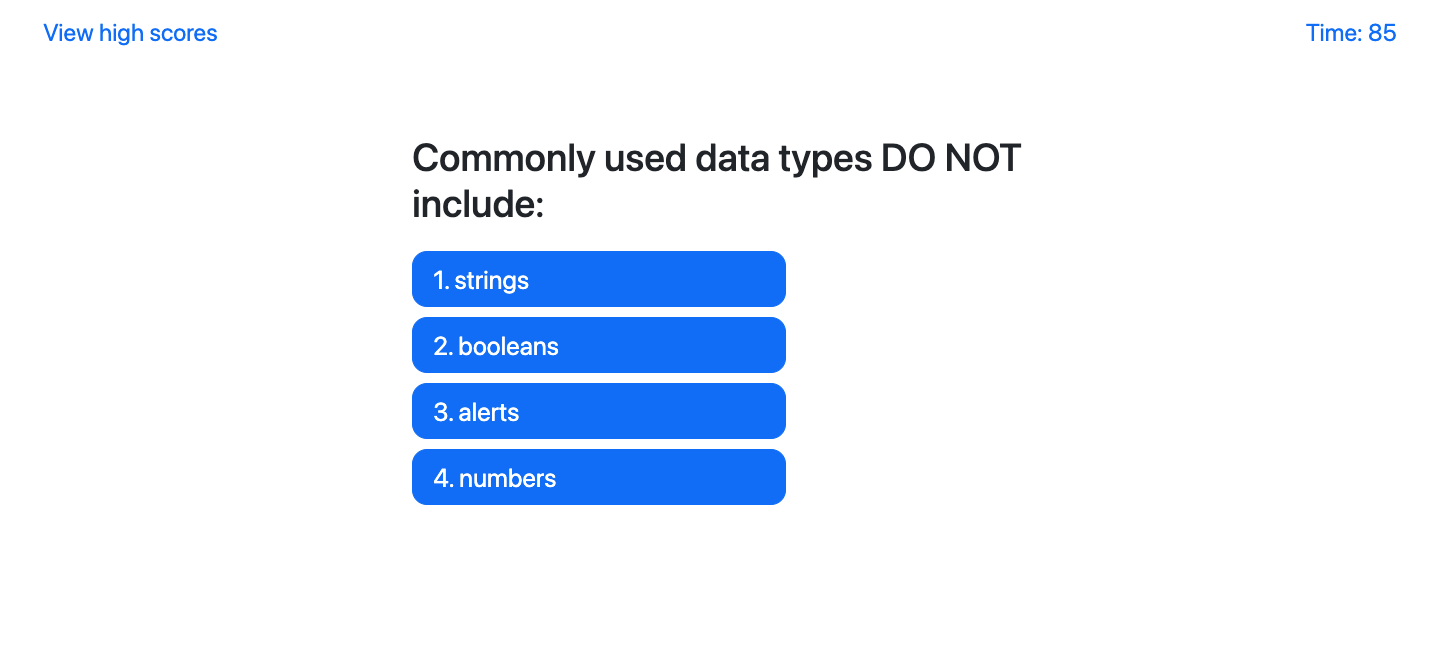 View high scores
Time: 85
Commonly used data types DO NOT
include:
1. strings
2. booleans
3. alerts
4. numbers